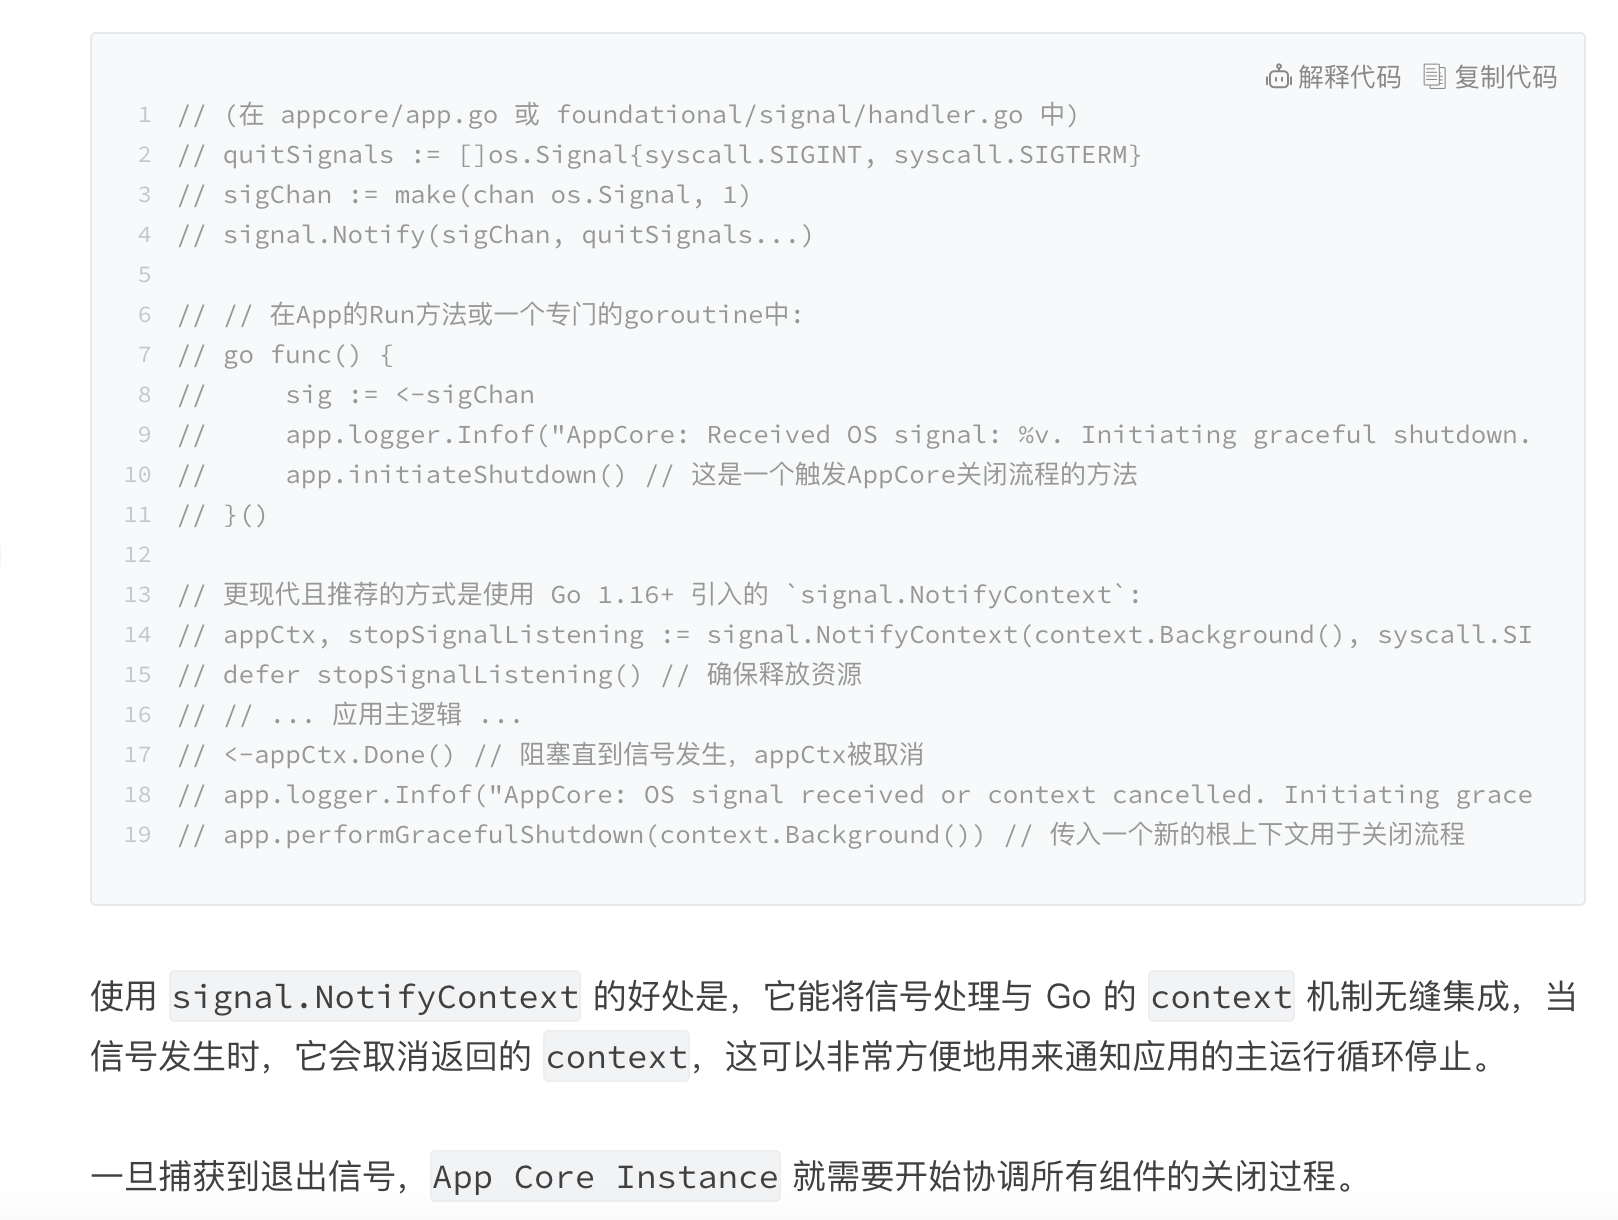 解释代码 复制代码
1 // (在 appcore/app.go 或 foundational/signal/handler.go 中)
2 // quitSignals := []os.Signal{syscall.SIGINT, syscall.SIGTERM}
3 // sigChan := make(chan os.Signal, 1)
4 // signal.Notify(sigChan, quitSignals...)
5
6 // // 在App的Run方法或一个专门的goroutine中:
7 // go func() {
8 //     sig := <-sigChan
9 //     app.logger.Infof("AppCore: Received OS signal: %v. Initiating graceful shutdown.
10 //     app.initiateShutdown() // 这是一个触发AppCore关闭流程的方法
11 // }()
12
13 // 更现代且推荐的方式是使用 Go 1.16+ 引入的 `signal.NotifyContext`:
14 // appCtx, stopSignalListening := signal.NotifyContext(context.Background(), syscall.SI
15 // defer stopSignalListening() // 确保释放资源
16 // // ... 应用主逻辑 ...
17 // <-appCtx.Done() // 阻塞直到信号发生，appCtx被取消
18 // app.logger.Infof("AppCore: OS signal received or context cancelled. Initiating grace
19 // app.performGracefulShutdown(context.Background()) // 传入一个新的根上下文用于关闭流程
使用 signal.NotifyContext 的好处是，它能将信号处理与 Go 的 context 机制无缝集成，当
信号发生时，它会取消返回的 context，这可以非常方便地用来通知应用的主运行循环停止。
一旦捕获到退出信号，App Core Instance 就需要开始协调所有组件的关闭过程。